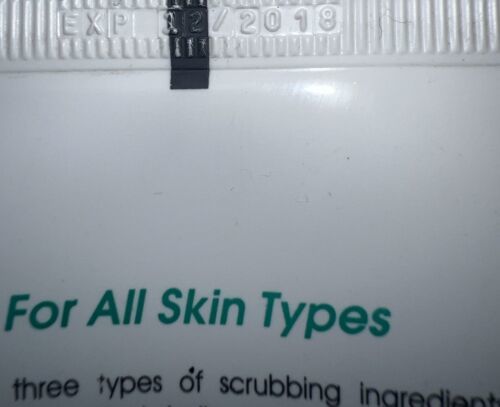 EXP 12/2018
For All Skin Types
three types of scrubbing ingredients